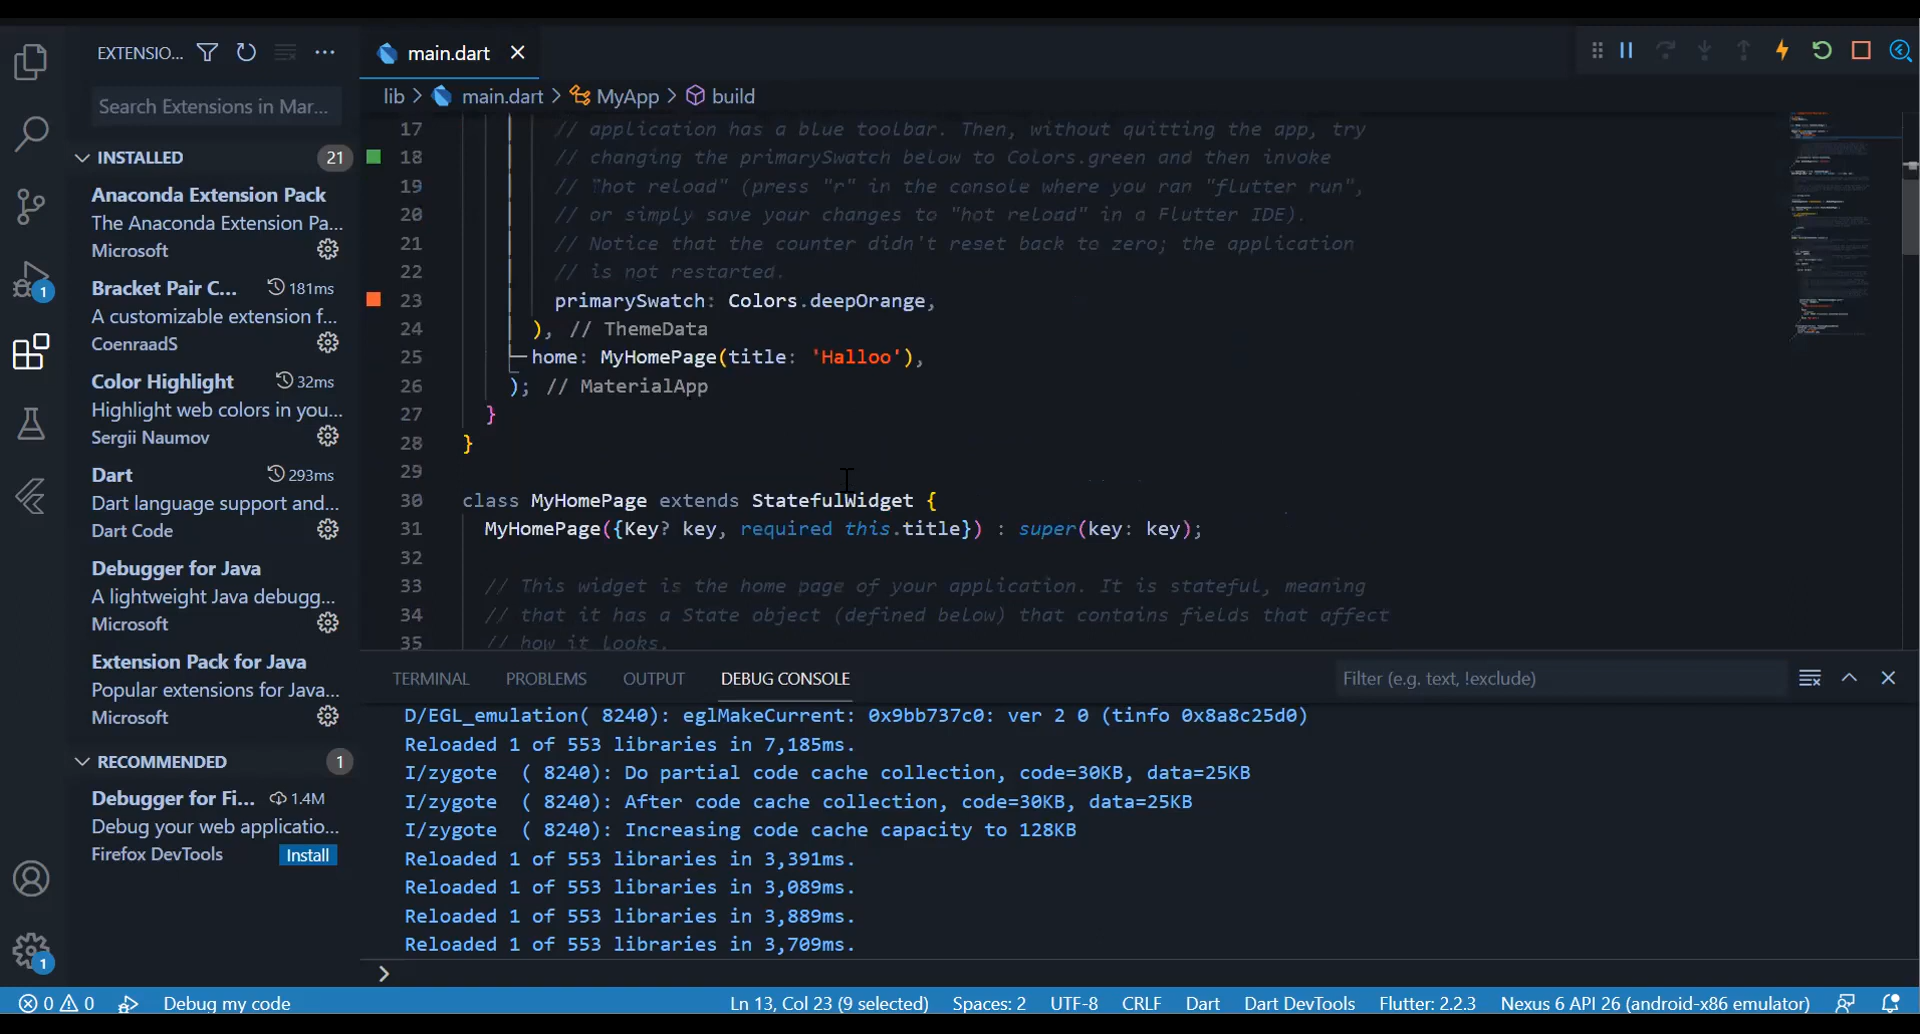 EXTENSIO...
main.dart
Search Extensions in Mar...
lib > main.dart > MyApp > build
INSTALLED 21
Anaconda Extension Pack
The Anaconda Extension Pa...
Microsoft
Bracket Pair C... 181ms
A customizable extension f...
CoenraadS
Color Highlight 32ms
Highlight web colors in you...
Sergii Naumov
Dart 293ms
Dart language support and...
Dart Code
Debugger for Java
A lightweight Java debugg...
Microsoft
Extension Pack for Java
Popular extensions for Java...
Microsoft
RECOMMENDED 1
Debugger for Fi... 1.4M
Debug your web applicatio...
Firefox DevTools Install
1
1
17 // application has a blue toolbar. Then, without quitting the app, try
18 // changing the primarySwatch below to Colors.green and then invoke
19 // "hot reload" (press "r" in the console where you ran "flutter run",
20 // or simply save your changes to "hot reload" in a Flutter IDE).
21 // Notice that the counter didn't reset back to zero; the application
22 // is not restarted.
23 primarySwatch: Colors.deepOrange,
24 ), // ThemeData
25 home: MyHomePage(title: 'Halloo'),
26 ); // MaterialApp
27 }
28 }
29
30 class MyHomePage extends StatefulWidget {
31 MyHomePage({Key? key, required this.title}) : super(key: key);
32
33 // This widget is the home page of your application. It is stateful, meaning
34 // that it has a State object (defined below) that contains fields that affect
35 // how it looks.
TERMINAL PROBLEMS OUTPUT DEBUG CONSOLE Filter (e.g. text, !exclude)
D/EGL_emulation( 8240): eglMakeCurrent: 0x9bb737c0: ver 2 0 (tinfo 0x8a8c25d0)
Reloaded 1 of 553 libraries in 7,185ms.
I/zygote ( 8240): Do partial code cache collection, code=30KB, data=25KB
I/zygote ( 8240): After code cache collection, code=30KB, data=25KB
I/zygote ( 8240): Increasing code cache capacity to 128KB
Reloaded 1 of 553 libraries in 3,391ms.
Reloaded 1 of 553 libraries in 3,089ms.
Reloaded 1 of 553 libraries in 3,889ms.
Reloaded 1 of 553 libraries in 3,709ms.
>
0 0 Debug my code Ln 13, Col 23 (9 selected) Spaces: 2 UTF-8 CRLF Dart Dart DevTools Flutter: 2.2.3 Nexus 6 API 26 (android-x86 emulator)